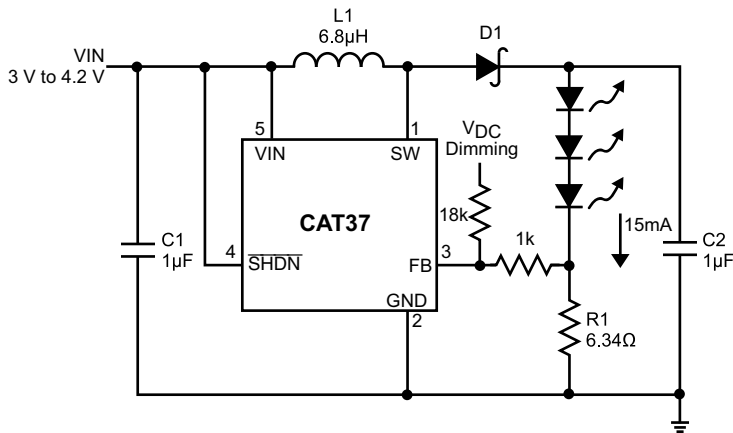 L1
6.8µH
D1
VIN
3 V to 4.2 V
5
1
VIN
SW
VDC
Dimming
CAT37
18k
15mA
C1
1µF
4
SHDN
FB
3
1k
C2
1µF
GND
2
R1
6.34Ω